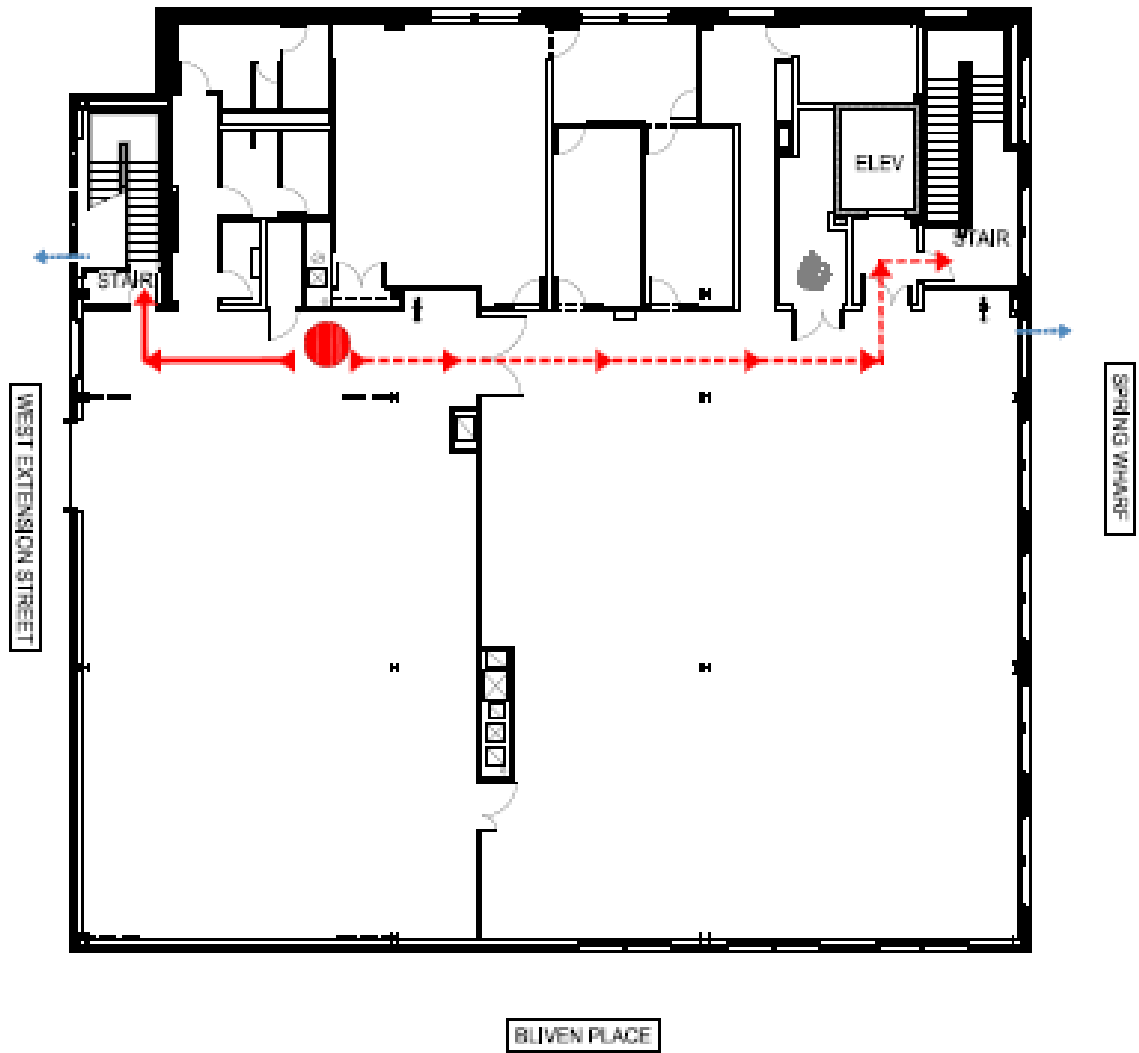 ELEV
STAIR
STAIR
WEST EXTENSION STREET
SPRING WHARF
BLIVEN PLACE